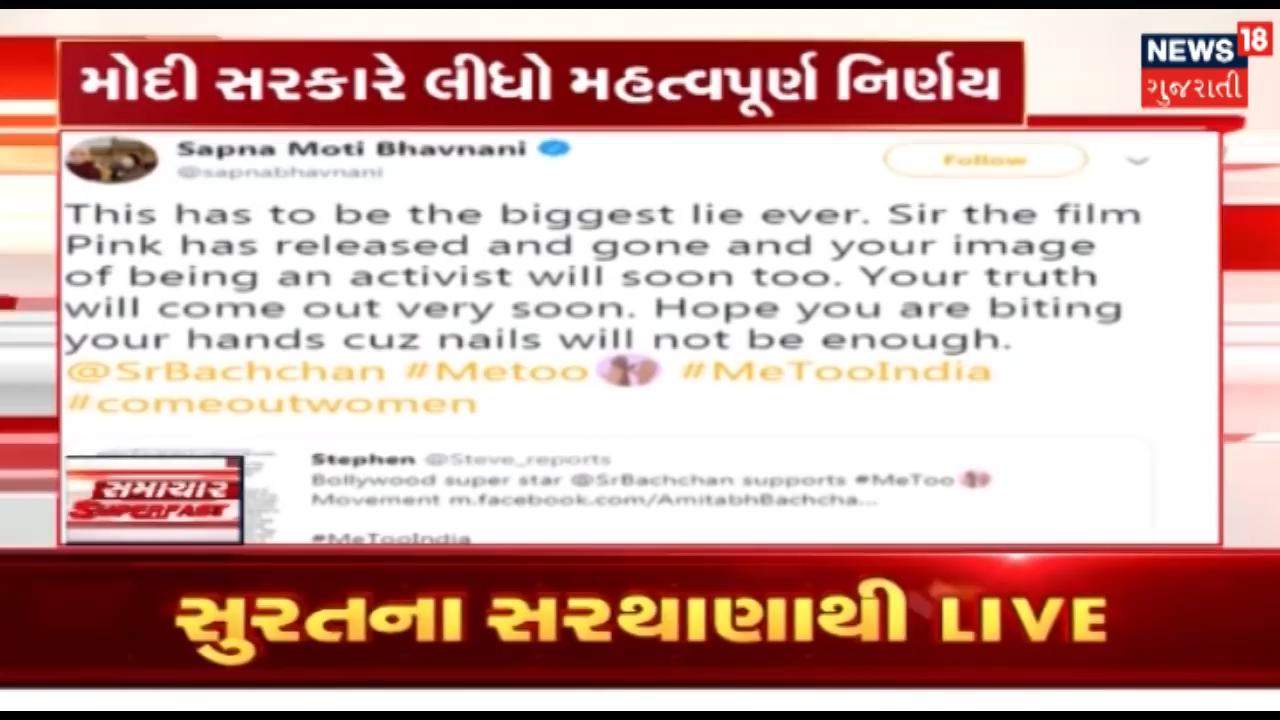 મોદી સરકારે લીધો મહત્વપૂર્ણ નિર્ણય
NEWS 18
ગુજરાતી
Sapna Moti Bhavnani
@sapnabhavnani
Follow
This has to be the biggest lie ever. Sir the film
Pink has released and gone and your image
of being an activist will soon too. Your truth
will come out very soon. Hope you are biting
your hands cuz nails will not be enough.
@SrBachchan #Metoo #MeTooIndia
#comeoutwomen
Stephen @Steve_reports
Bollywood super star @SrBachchan supports #MeToo
Movement m.facebook.com/AmitabhBachcha...
#MeTooIndia
સમાચાર
SUPERFAST
સુરતના સરથાણાથી LIVE